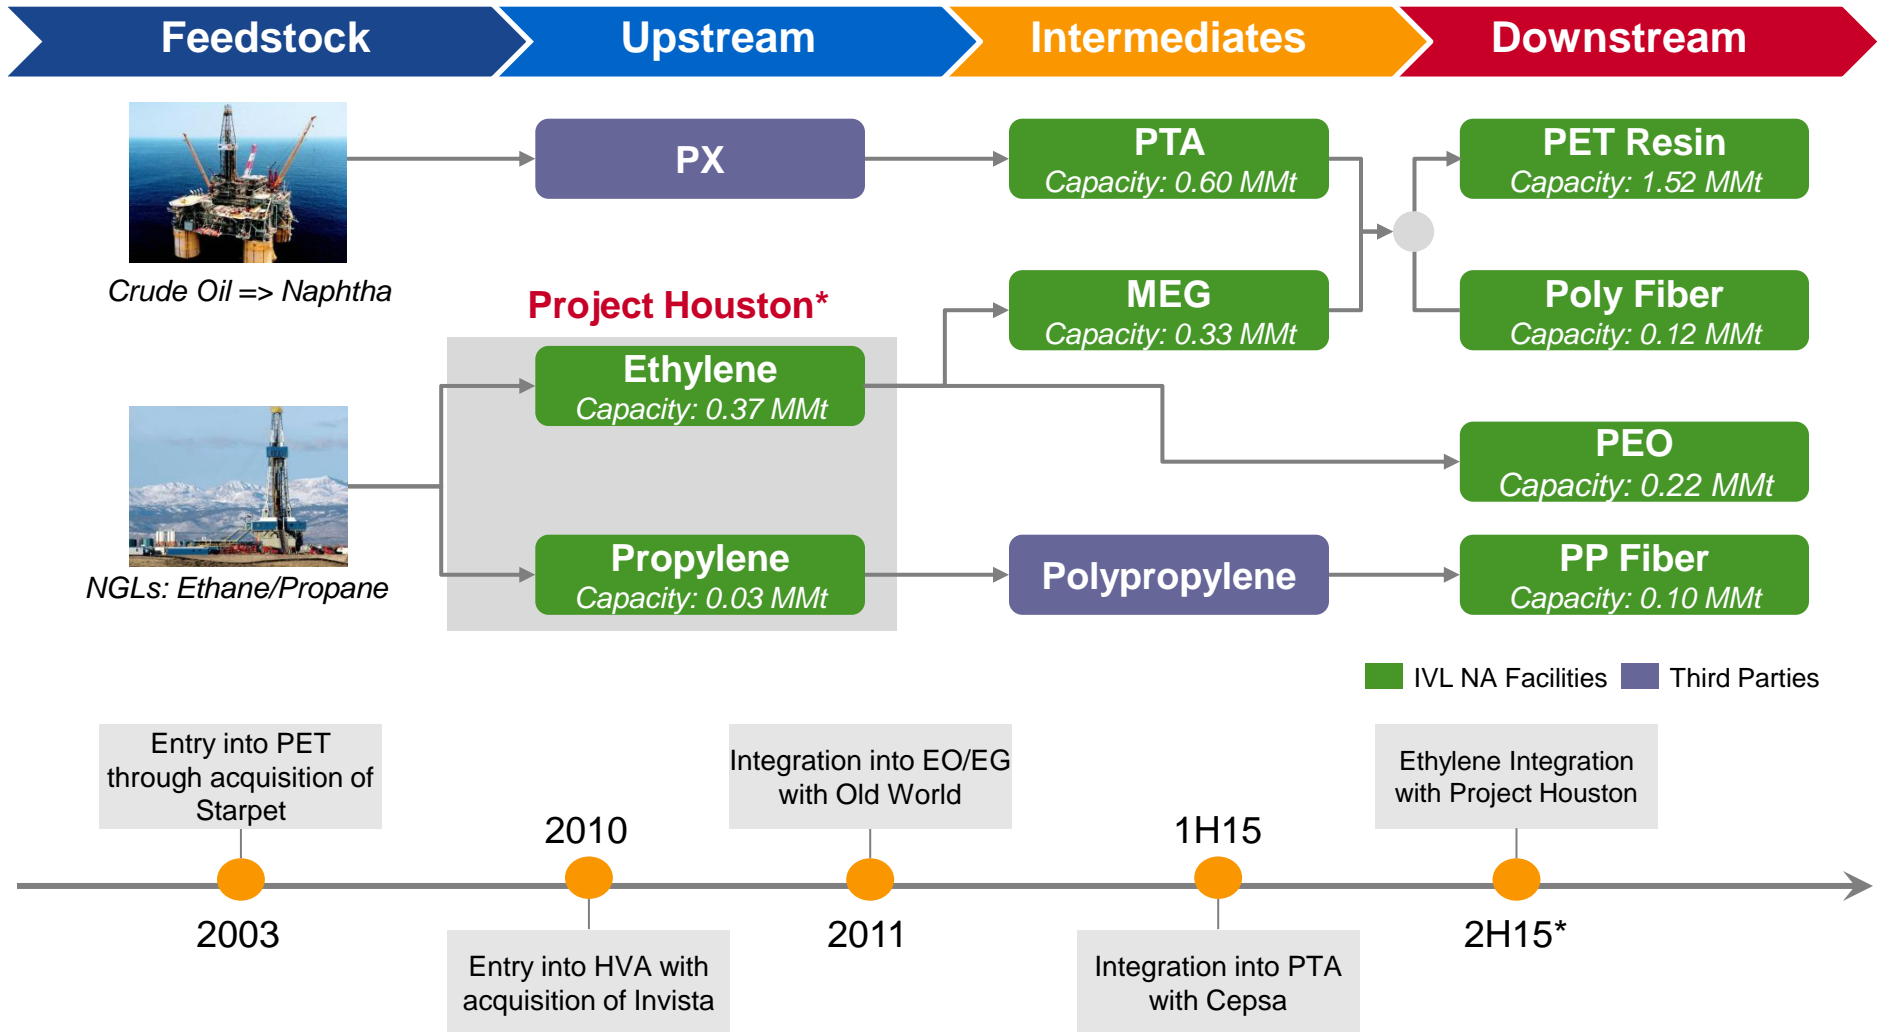 Feedstock
Upstream
Intermediates
Downstream
PX
PTA
Capacity: 0.60 MMt
PET Resin
Capacity: 1.52 MMt
Crude Oil => Naphtha
Project Houston*
MEG
Capacity: 0.33 MMt
Poly Fiber
Capacity: 0.12 MMt
Ethylene
Capacity: 0.37 MMt
PEO
Capacity: 0.22 MMt
NGLs: Ethane/Propane
Propylene
Capacity: 0.03 MMt
Polypropylene
PP Fiber
Capacity: 0.10 MMt
IVL NA Facilities
Third Parties
Entry into PET
through acquisition of
Starpet
2003
2010
Entry into HVA with
acquisition of Invista
Integration into EO/EG
with Old World
2011
1H15
Integration into PTA
with Cepsa
Ethylene Integration
with Project Houston
2H15*